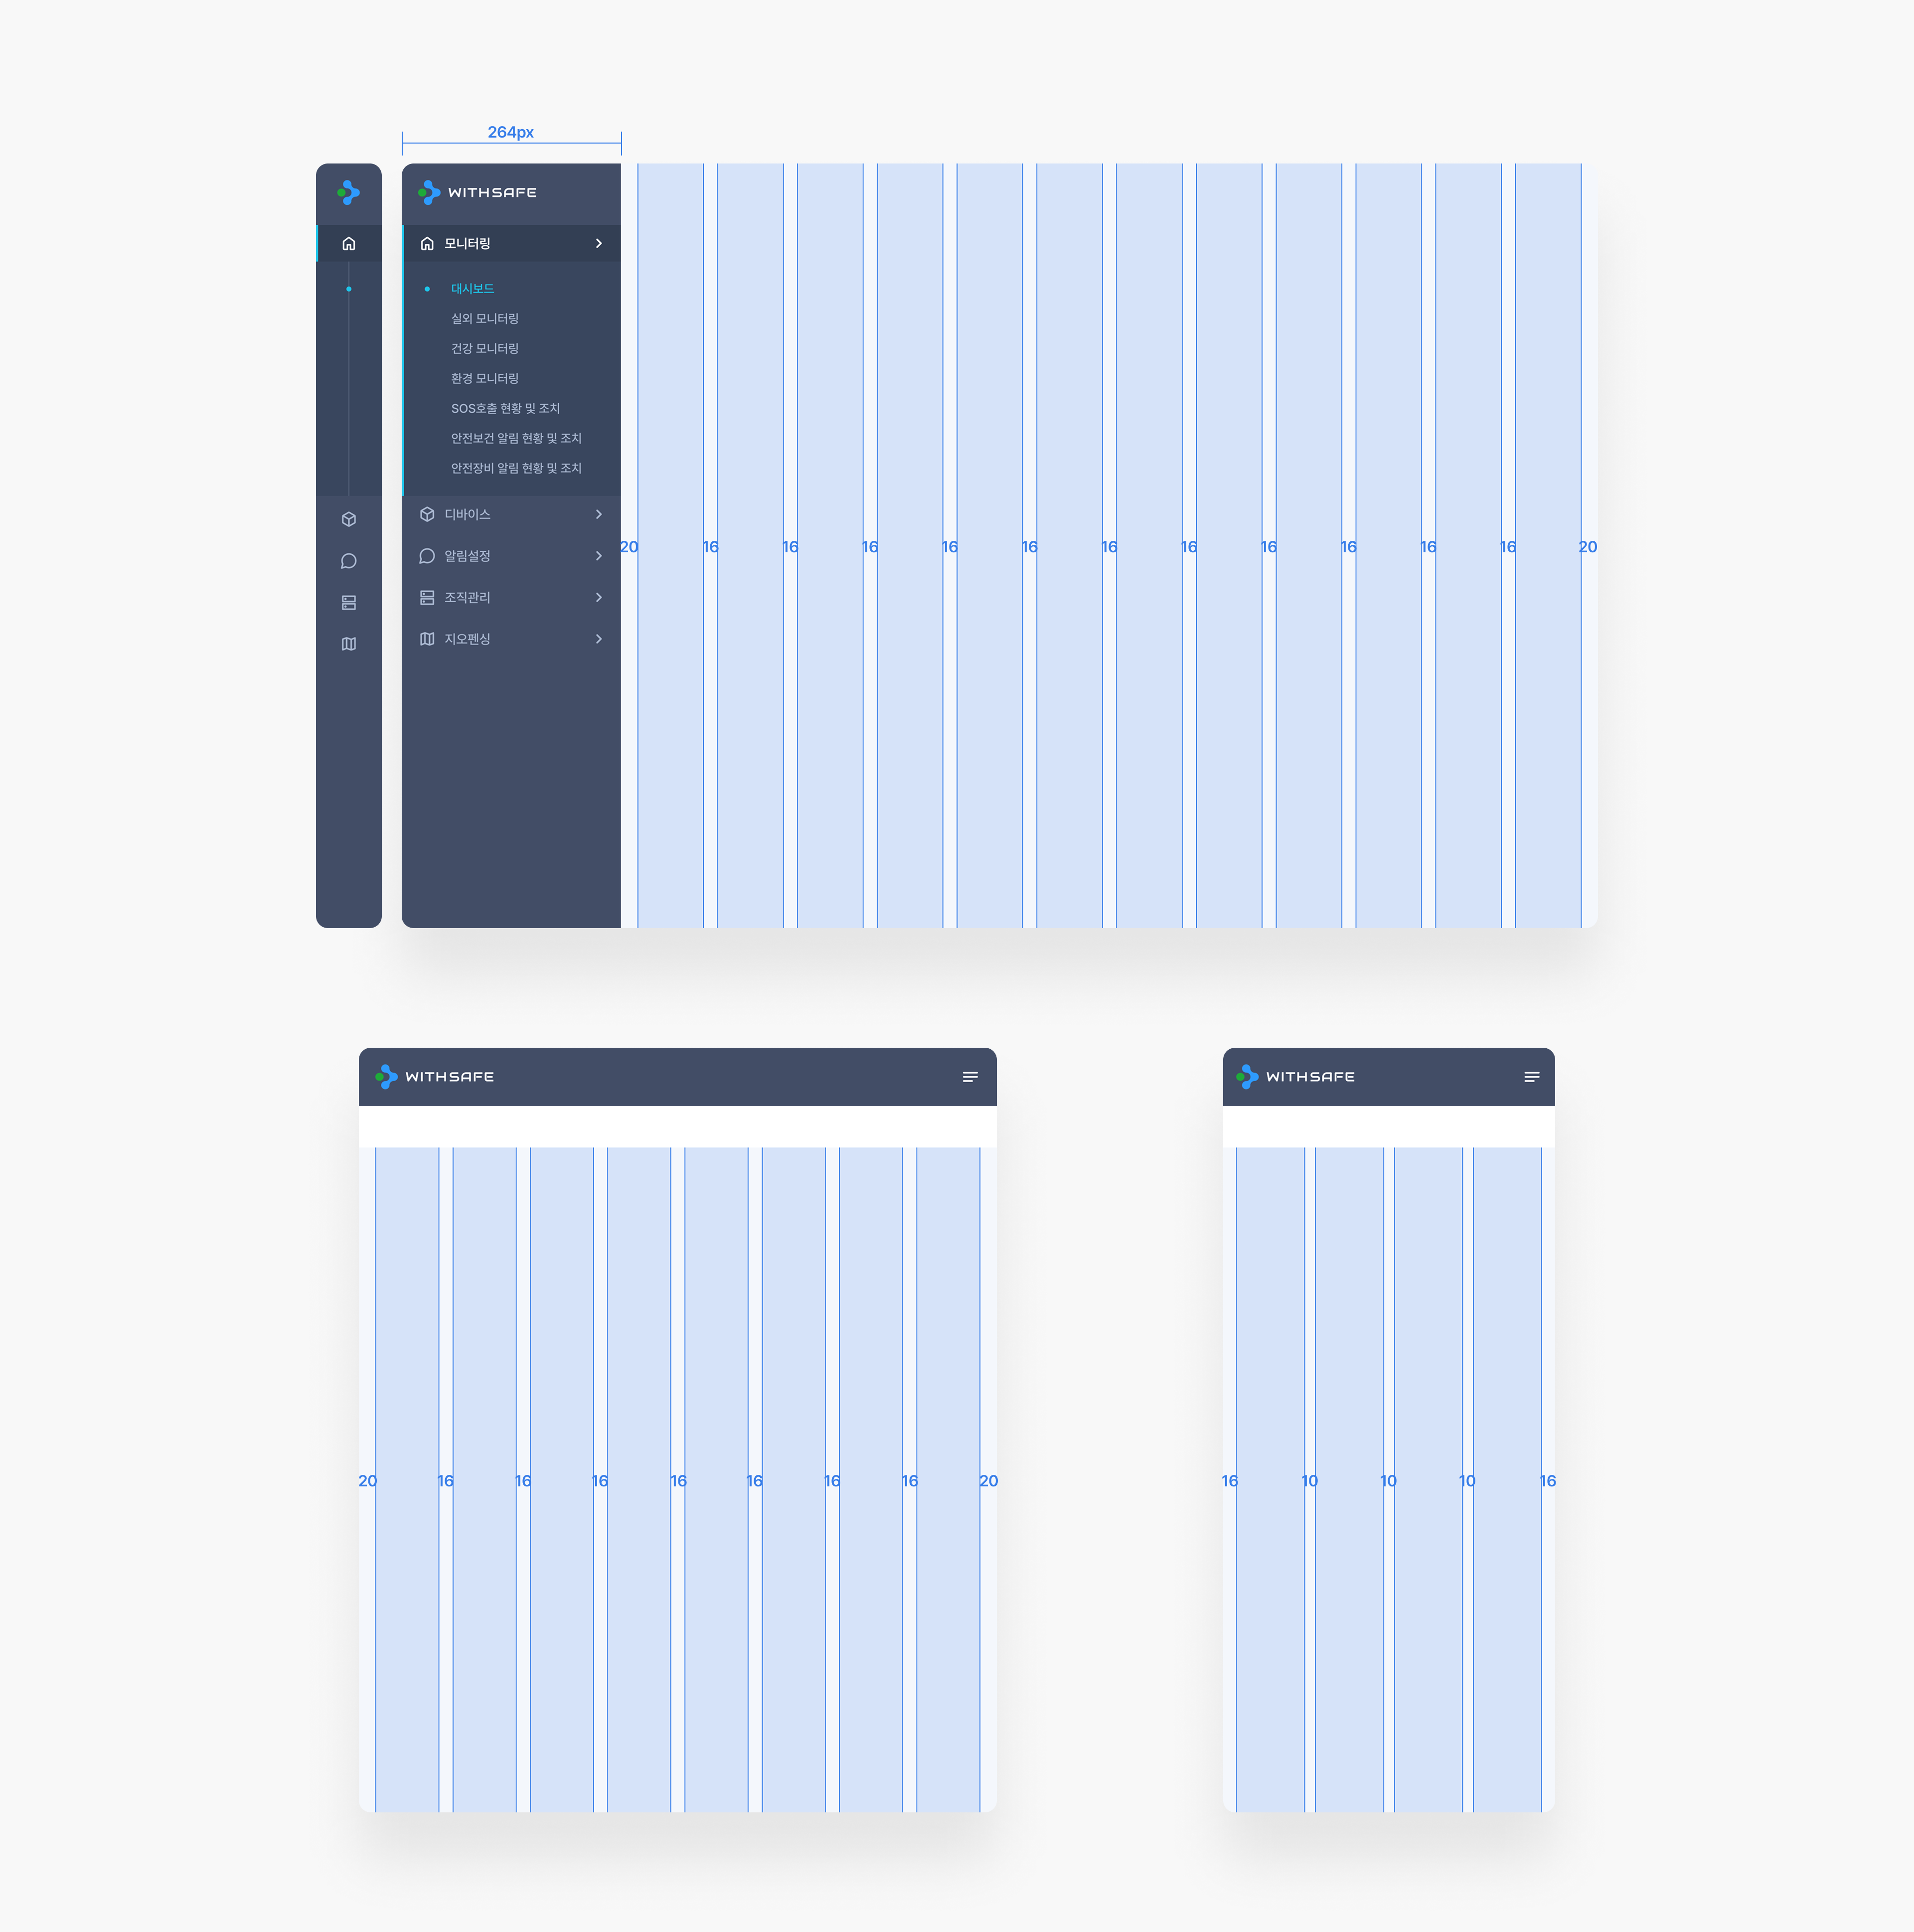 264px
WITHSAFE
모니터링
대시보드
실외 모니터링
건강 모니터링
환경 모니터링
SOS호출 현황 및 조치
안전보건 알림 현황 및 조치
안전장비 알림 현황 및 조치
디바이스
알림설정
조직관리
지오펜싱
20 16 16 16 16 16 16 16 16 16 16 16 20
WITHSAFE
20 16 16 16 16 16 16 16 20
WITHSAFE
16 10 10 10 16